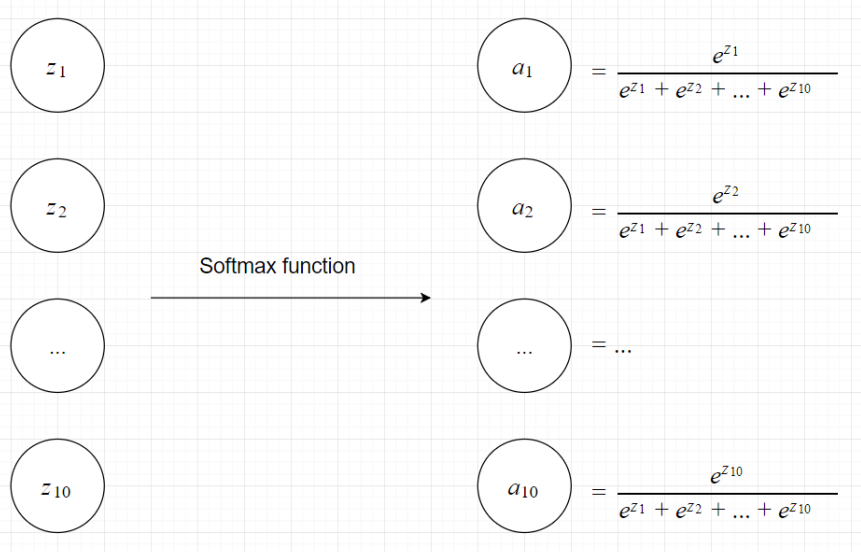 z₁
a₁ = e^z₁ / (e^z₁ + e^z₂ + ... + e^z₁₀)
z₂
a₂ = e^z₂ / (e^z₁ + e^z₂ + ... + e^z₁₀)
Softmax function
...
... = ...
z₁₀
a₁₀ = e^z₁₀ / (e^z₁ + e^z₂ + ... + e^z₁₀)